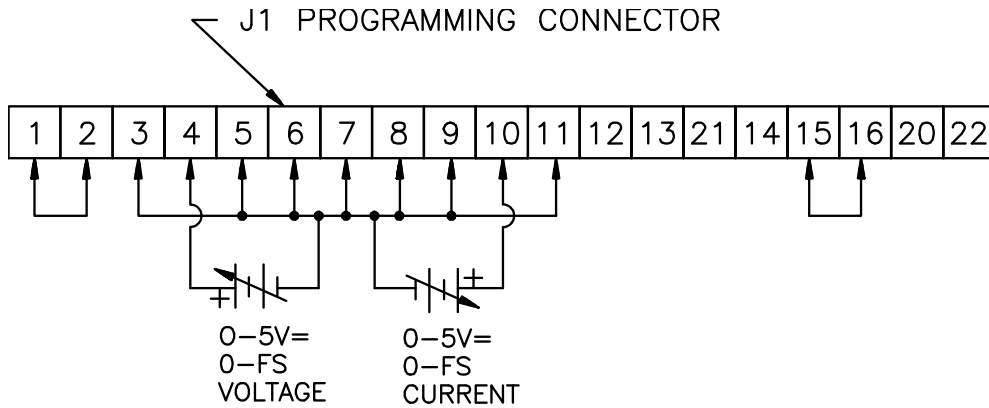 J1 PROGRAMMING CONNECTOR
1 2 3 4 5 6 7 8 9 10 11 12 13 21 14 15 16 20 22
+ +
0-5V= 0-5V=
0-FS 0-FS
VOLTAGE CURRENT